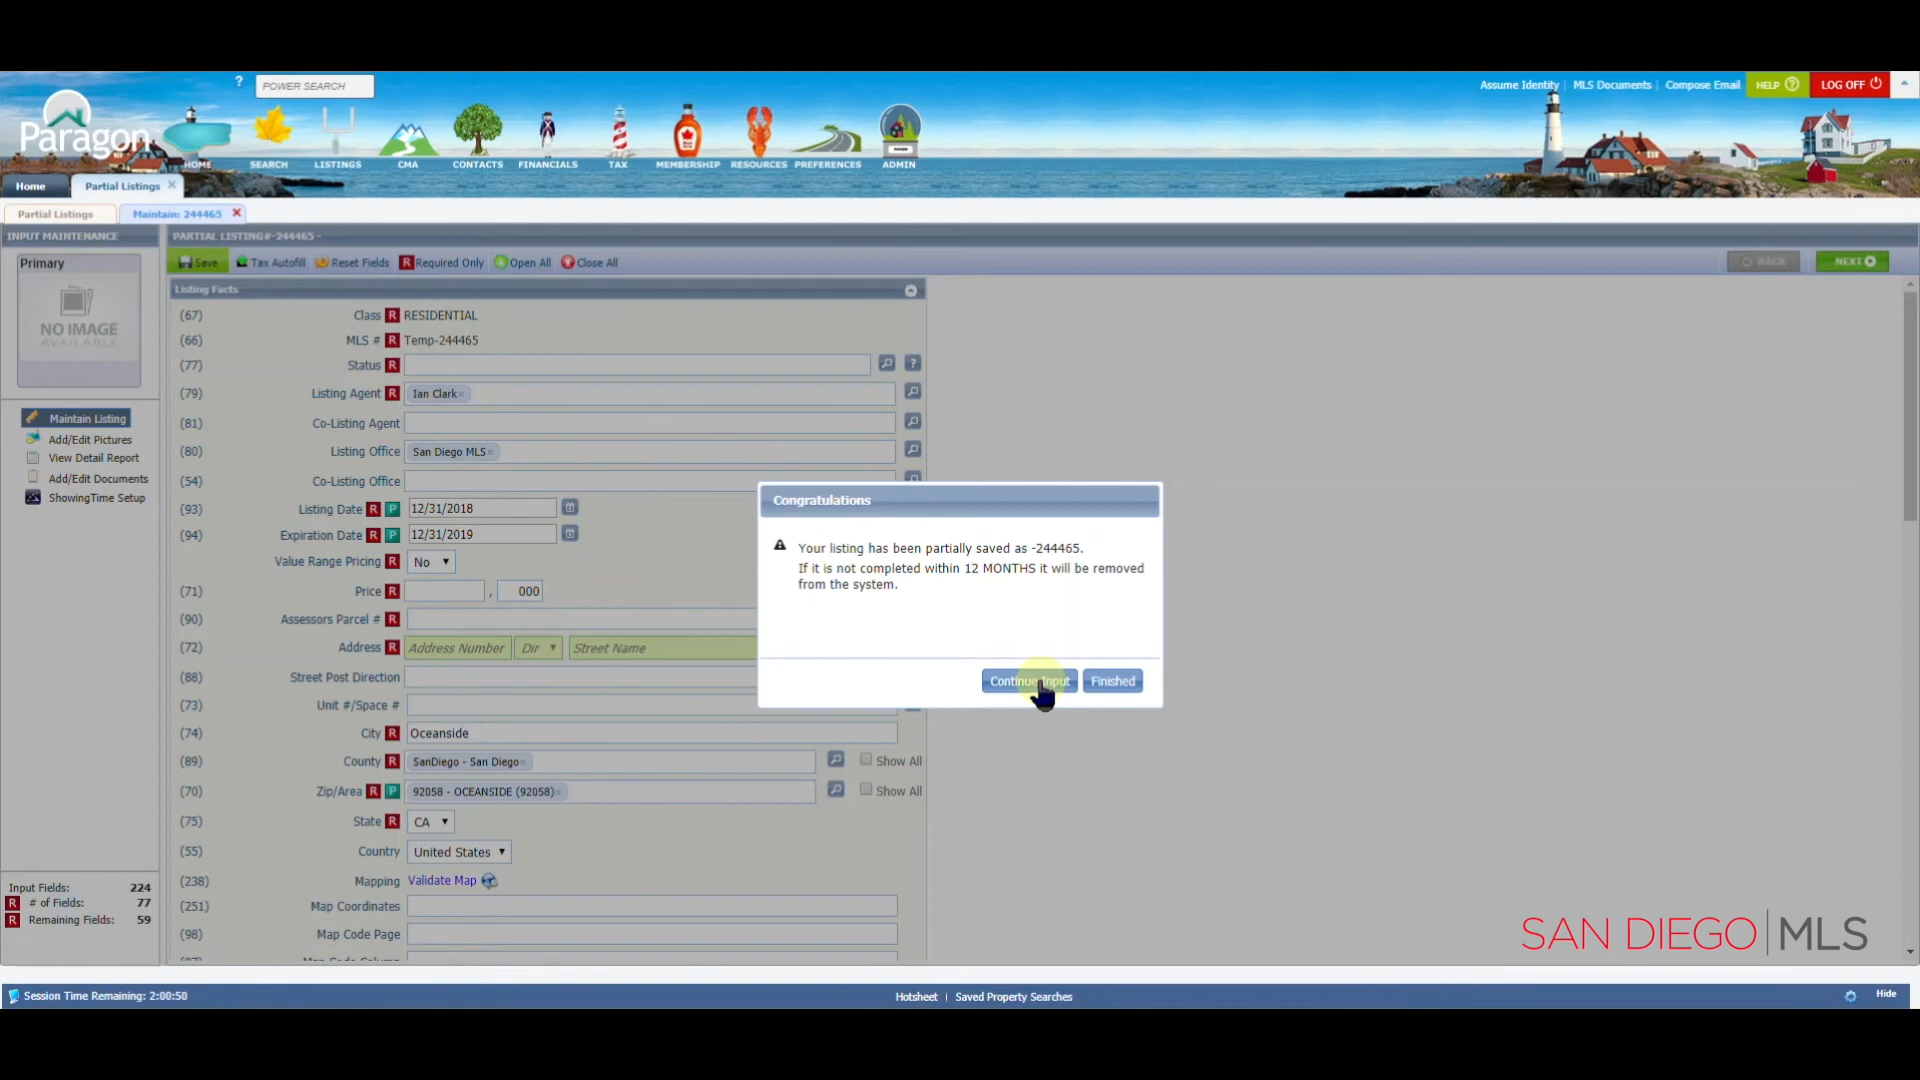 ? POWER SEARCH
Assume Identity | MLS Documents | Compose Email HELP ? LOG OFF
Paragon
HOME SEARCH LISTINGS CMA CONTACTS FINANCIALS TAX MEMBERSHIP RESOURCES PREFERENCES ADMIN
Home Partial Listings
Partial Listings Maintain: 244465
INPUT MAINTENANCE
PARTIAL LISTING#-244465 -
Primary
NO IMAGE
AVAILABLE
Save Tax Autofill Reset Fields R Required Only Open All Close All BACK NEXT
Maintain Listing
Add/Edit Pictures
View Detail Report
Add/Edit Documents
ShowingTime Setup
Input Fields: 224
R # of Fields: 77
R Remaining Fields: 59
Listing Facts
(67) Class R RESIDENTIAL
(66) MLS # R Temp-244465
(77) Status R ?
(79) Listing Agent R Ian Clark×
(81) Co-Listing Agent
(80) Listing Office R San Diego MLS×
(54) Co-Listing Office
(93) Listing Date R P 12/31/2018
(94) Expiration Date R P 12/31/2019
Value Range Pricing R No
(71) Price R , 000
(90) Assessors Parcel # R
(72) Address R Address Number Dir Street Name
(88) Street Post Direction
(73) Unit #/Space #
(74) City R Oceanside
(89) County R SanDiego - San Diego× Show All
(70) Zip/Area R P 92058 - OCEANSIDE (92058)× Show All
(75) State R CA
(55) Country United States
(238) Mapping Validate Map
(251) Map Coordinates
(98) Map Code Page
Congratulations
Your listing has been partially saved as -244465.
If it is not completed within 12 MONTHS it will be removed
from the system.
Continue Input Finished
SAN DIEGO | MLS
Session Time Remaining: 2:00:50
Hotsheet | Saved Property Searches
Hide